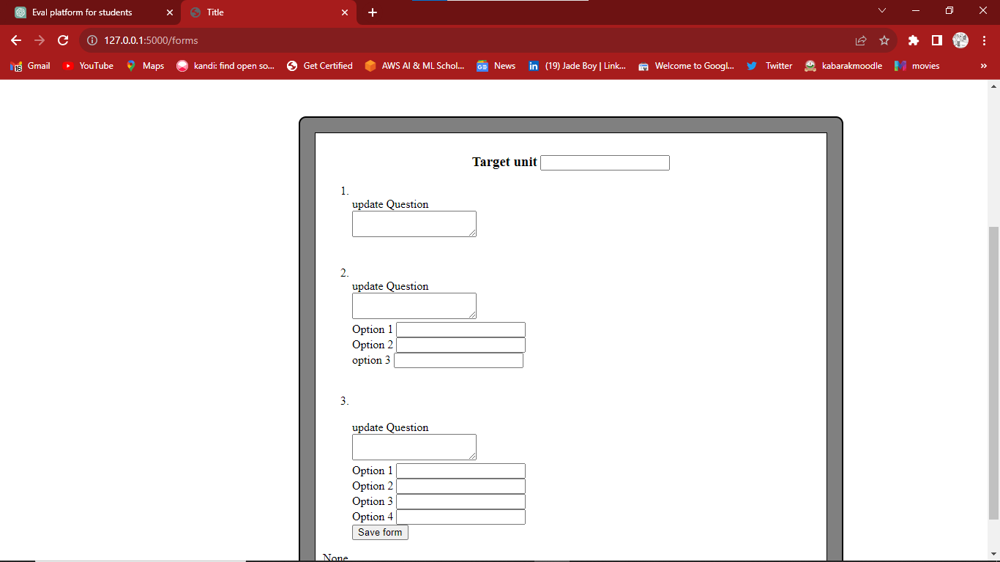 Eval platform for students
Title
127.0.0.1:5000/forms
16 Gmail YouTube Maps kandi: find open so... Get Certified AWS AI & ML Schol... GE News in (19) Jade Boy | Link... Welcome to Googl... Twitter kabarakmoodle movies »
Target unit
1.
update Question
2.
update Question
Option 1
Option 2
option 3
3.
update Question
Option 1
Option 2
Option 3
Option 4
Save form
None